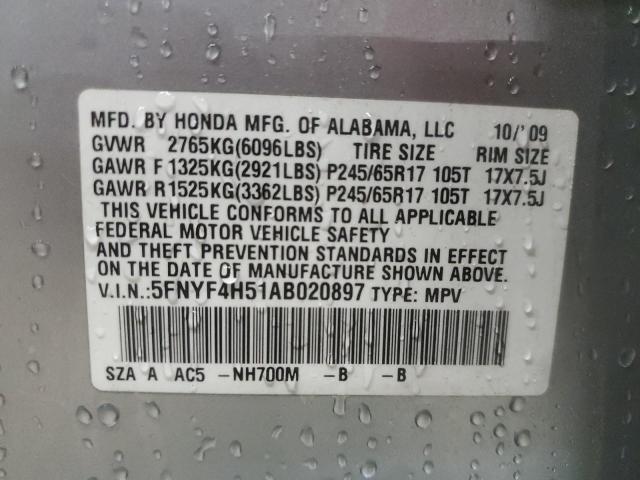 MFD. BY HONDA MFG. OF ALABAMA, LLC 10/'09
GVWR 2765KG(6096LBS) TIRE SIZE RIM SIZE
GAWR F 1325KG(2921LBS) P245/65R17 105T 17X7.5J
GAWR R 1525KG(3362LBS) P245/65R17 105T 17X7.5J
THIS VEHICLE CONFORMS TO ALL APPLICABLE
FEDERAL MOTOR VEHICLE SAFETY
AND THEFT PREVENTION STANDARDS IN EFFECT
ON THE DATE OF MANUFACTURE SHOWN ABOVE.
V.I.N.:5FNYF4H51AB020897 TYPE: MPV
SZA A AC5 -NH700M -B -B